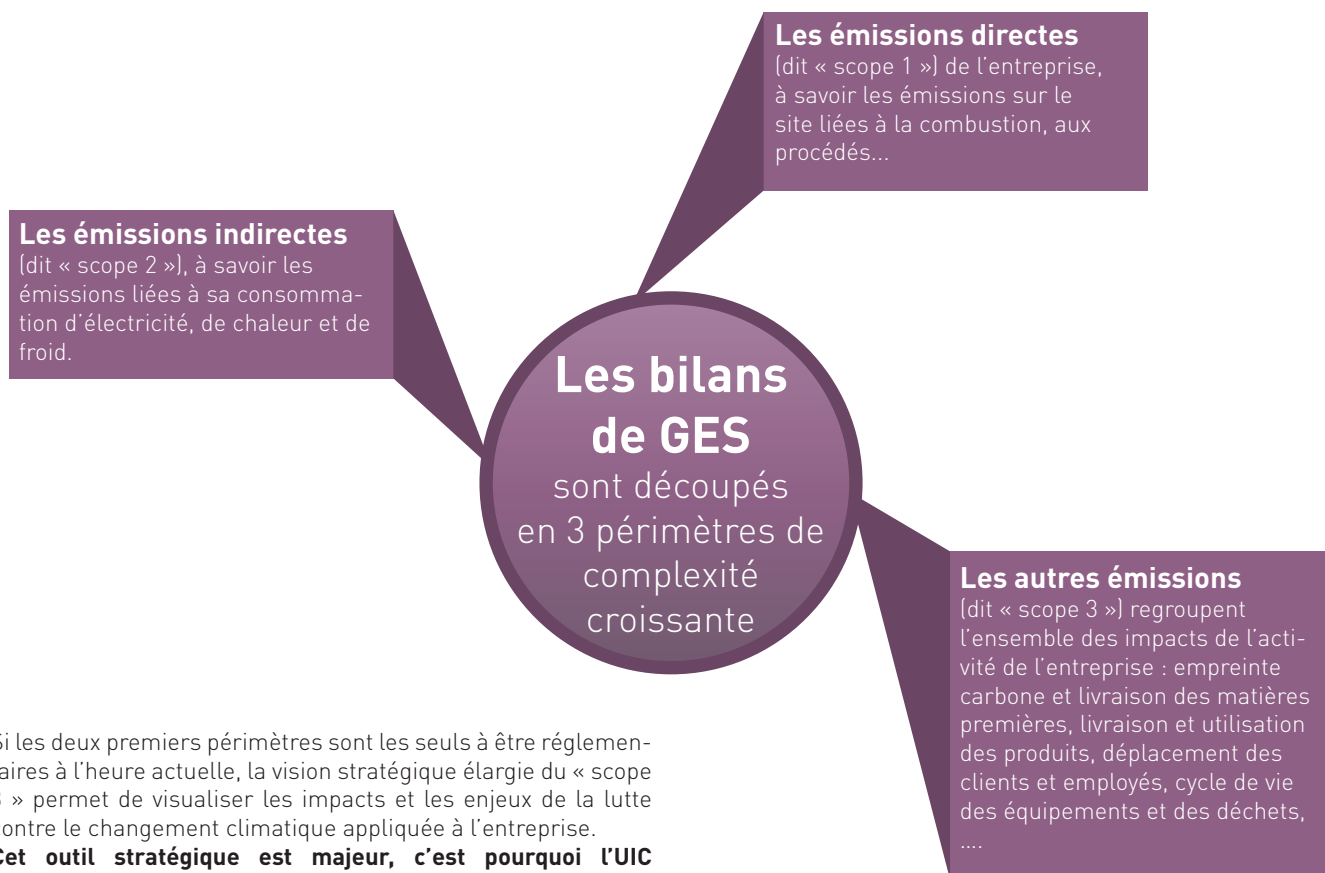 Les émissions directes
(dit « scope 1 ») de l’entreprise,
à savoir les émissions sur le
site liées à la combustion, aux
procédés...
Les émissions indirectes
(dit « scope 2 »), à savoir les
émissions liées à sa consomma-
tion d’électricité, de chaleur et de
froid.
Les bilans
de GES
sont découpés
en 3 périmètres de
complexité
croissante
Les autres émissions
(dit « scope 3 ») regroupent
l’ensemble des impacts de l’acti-
vité de l’entreprise : empreinte
carbone et livraison des matières
premières, livraison et utilisation
des produits, déplacement des
clients et employés, cycle de vie
des équipements et des déchets,
....
Si les deux premiers périmètres sont les seuls à être réglemen-
taires à l’heure actuelle, la vision stratégique élargie du « scope
3 » permet de visualiser les impacts et les enjeux de la lutte
contre le changement climatique appliquée à l’entreprise.
Cet outil stratégique est majeur, c’est pourquoi l’UIC